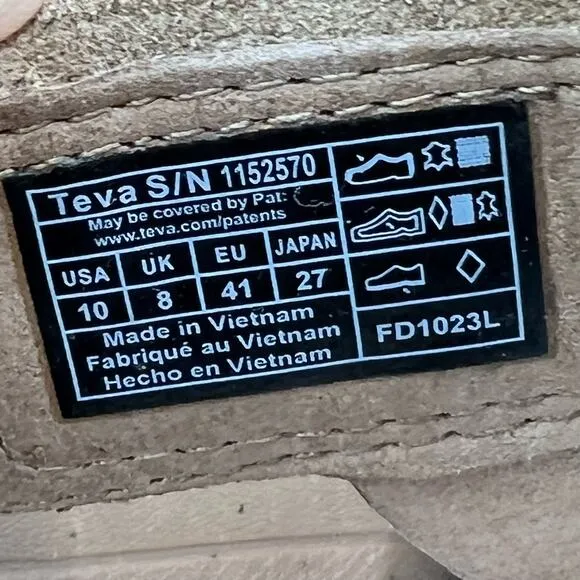 Teva S/N 1152570
May be covered by Pat:
www.teva.com/patents
USA UK EU JAPAN
10 8 41 27
Made in Vietnam
Fabriqué au Vietnam
Hecho en Vietnam
FD1023L